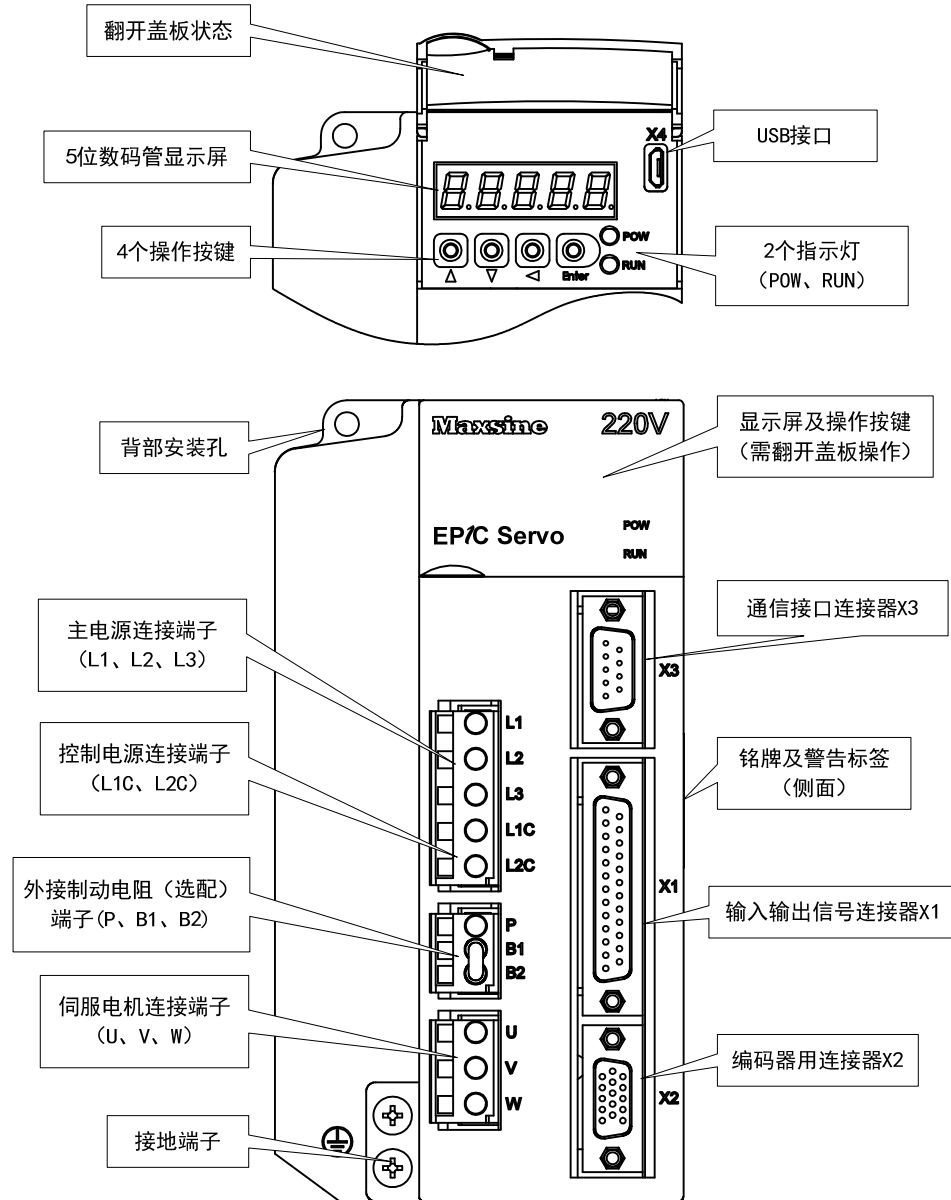 翻开盖板状态
X4
USB接口
5位数码管显示屏
8.8.8.8.8.
4个操作按键
POW
RUN
Enter
2个指示灯
（POW、RUN）
背部安装孔
Maxsine
220V
显示屏及操作按键
（需翻开盖板操作）
EP1C Servo
POW
RUN
主电源连接端子
（L1、L2、L3）
通信接口连接器X3
X3
L1
L2
L3
L1C
L2C
控制电源连接端子
（L1C、L2C）
铭牌及警告标签
（侧面）
外接制动电阻（选配）
端子(P、B1、B2)
P
B1
B2
X1
输入输出信号连接器X1
伺服电机连接端子
（U、V、W）
U
V
W
编码器用连接器X2
X2
接地端子